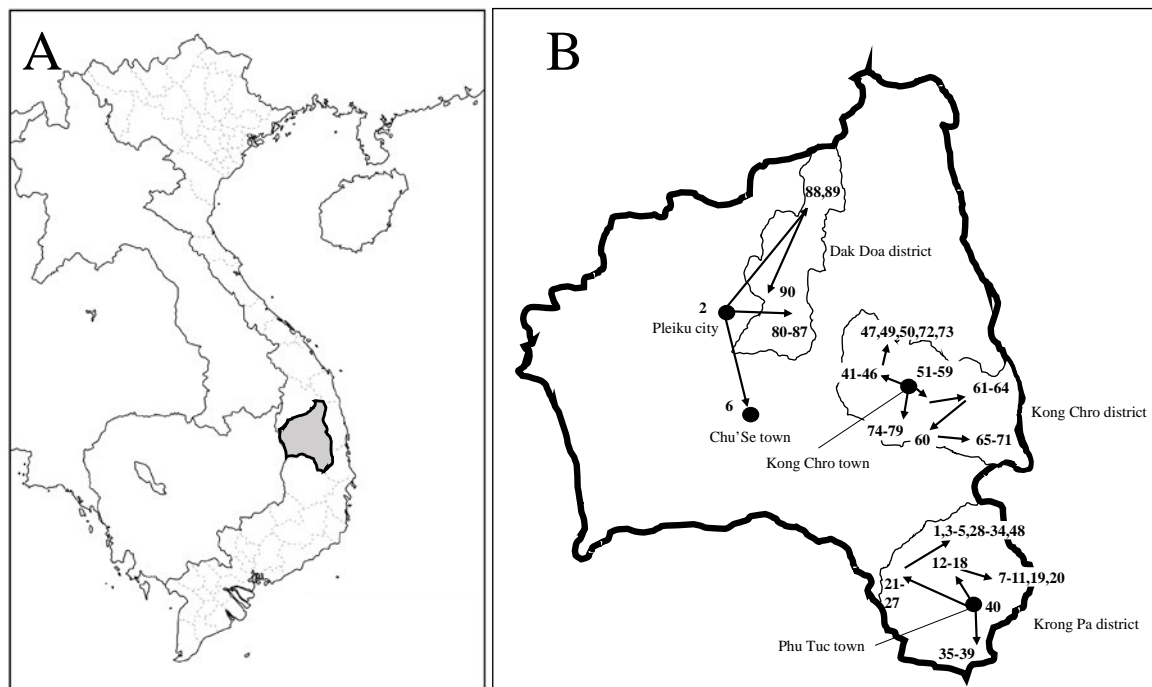 A
B
88,89
Dak Doa district
90
2
Pleiku city
80-87
47,49,50,72,73
41-46
51-59
61-64
6
Chu’Se town
Kong Chro district
74-79
60
65-71
Kong Chro town
1,3-5,28-34,48
12-18
7-11,19,20
21-
27
40
Krong Pa district
Phu Tuc town
35-39